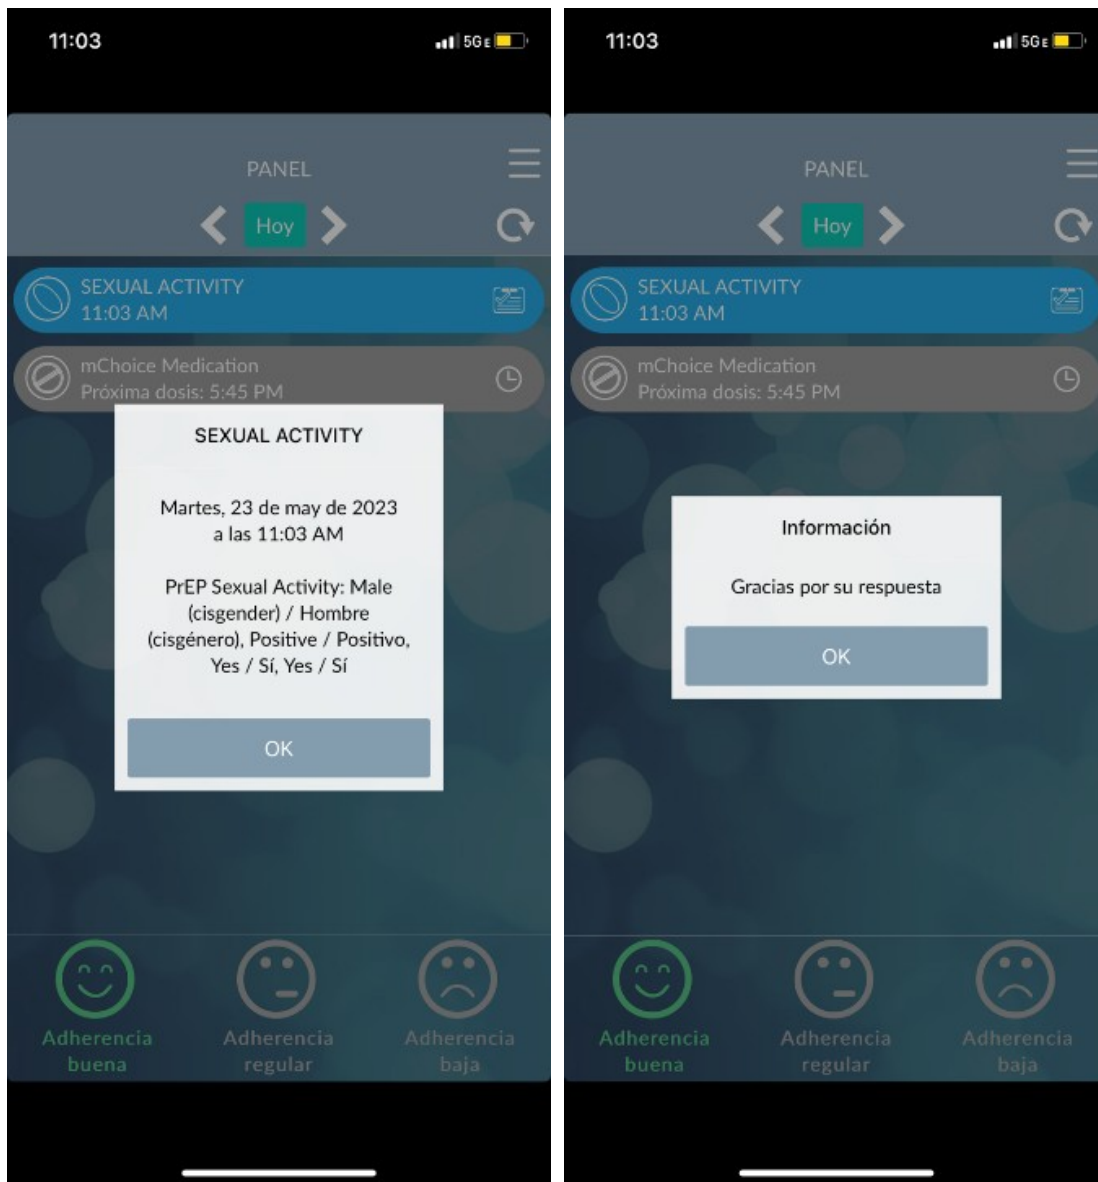 11:03
5G E
PANEL
Hoy
SEXUAL ACTIVITY
11:03 AM
mChoice Medication
Próxima dosis: 5:45 PM
SEXUAL ACTIVITY
Martes, 23 de may de 2023
a las 11:03 AM
PrEP Sexual Activity: Male
(cisgender) / Hombre
(cisgénero), Positive / Positivo,
Yes / Sí, Yes / Sí
OK
Adherencia
buena
Adherencia
regular
Adherencia
baja
11:03
5G E
PANEL
Hoy
SEXUAL ACTIVITY
11:03 AM
mChoice Medication
Próxima dosis: 5:45 PM
Información
Gracias por su respuesta
OK
Adherencia
buena
Adherencia
regular
Adherencia
baja